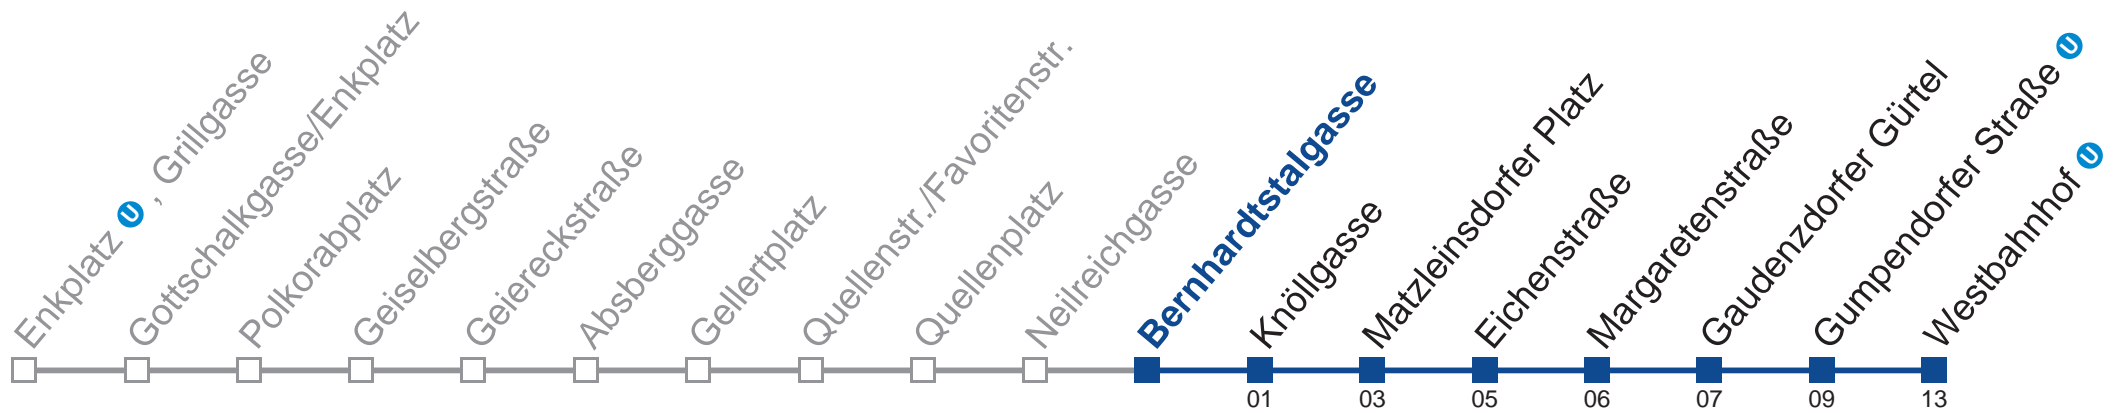 Enkplatz U , Grillgasse
Gottschalkgasse/Enkplatz
Polkorabplatz
Geiselbergstraße
Geiereckstraße
Absberggasse
Gellertplatz
Quellenstr./Favoritenstr.
Quellenplatz
Neilreichgasse
Bernhardtstalgasse
Knöllgasse
Matzleinsdorfer Platz
Eichenstraße
Margaretenstraße
Gaudenzdorfer Gürtel
Gumpendorfer Straße U
Westbahnhof U
01 03 05 06 07 09 13